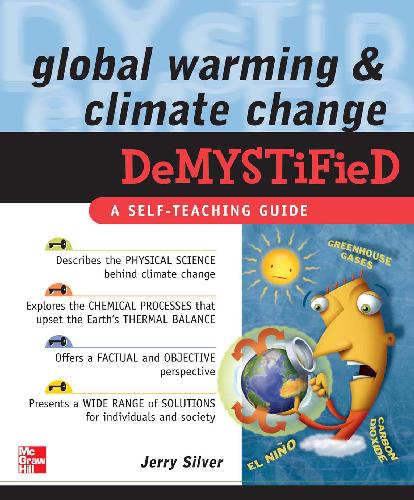 DYSTi
global warming &
climate change
DeMYSTiFieD
A SELF-TEACHING GUIDE
Describes the PHYSICAL SCIENCE
behind climate change
Explores the CHEMICAL PROCESSES that
upset the Earth's THERMAL BALANCE
Offers a FACTUAL and OBJECTIVE
perspective
Presents a WIDE RANGE of SOLUTIONS
for individuals and society
GREENHOUSE
GASES
CARBON
DIOXIDE
EL NIÑO
Mc
Graw
Hill
Jerry Silver